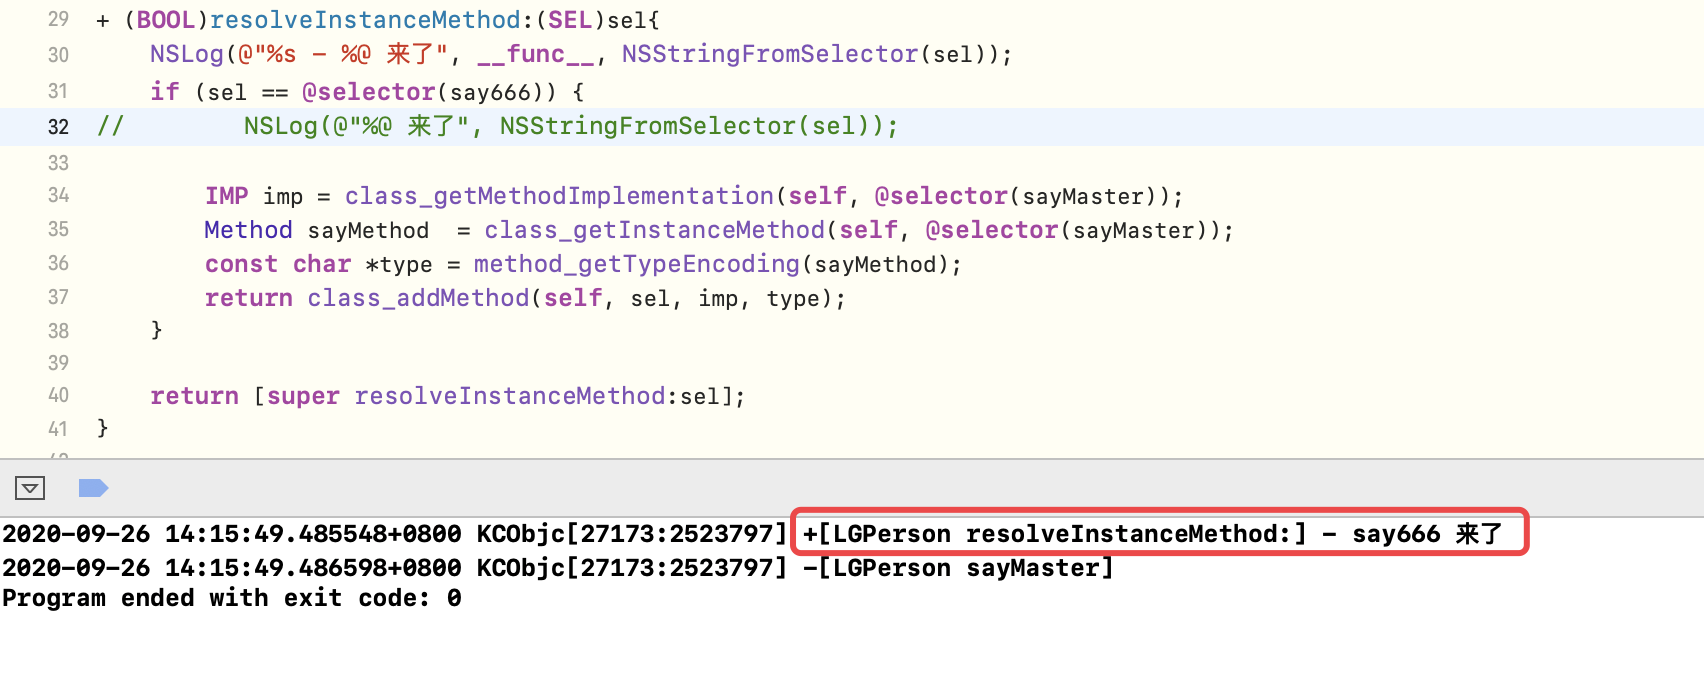 29 + (BOOL)resolveInstanceMethod:(SEL)sel{
30 NSLog(@"%s - %@ 来了", __func__, NSStringFromSelector(sel));
31 if (sel == @selector(say666)) {
32 // NSLog(@"%@ 来了", NSStringFromSelector(sel));
33
34 IMP imp = class_getMethodImplementation(self, @selector(sayMaster));
35 Method sayMethod  = class_getInstanceMethod(self, @selector(sayMaster));
36 const char *type = method_getTypeEncoding(sayMethod);
37 return class_addMethod(self, sel, imp, type);
38 }
39
40 return [super resolveInstanceMethod:sel];
41 }
2020-09-26 14:15:49.485548+0800 KCObjc[27173:2523797] +[LGPerson resolveInstanceMethod:] - say666 来了
2020-09-26 14:15:49.486598+0800 KCObjc[27173:2523797] -[LGPerson sayMaster]
Program ended with exit code: 0